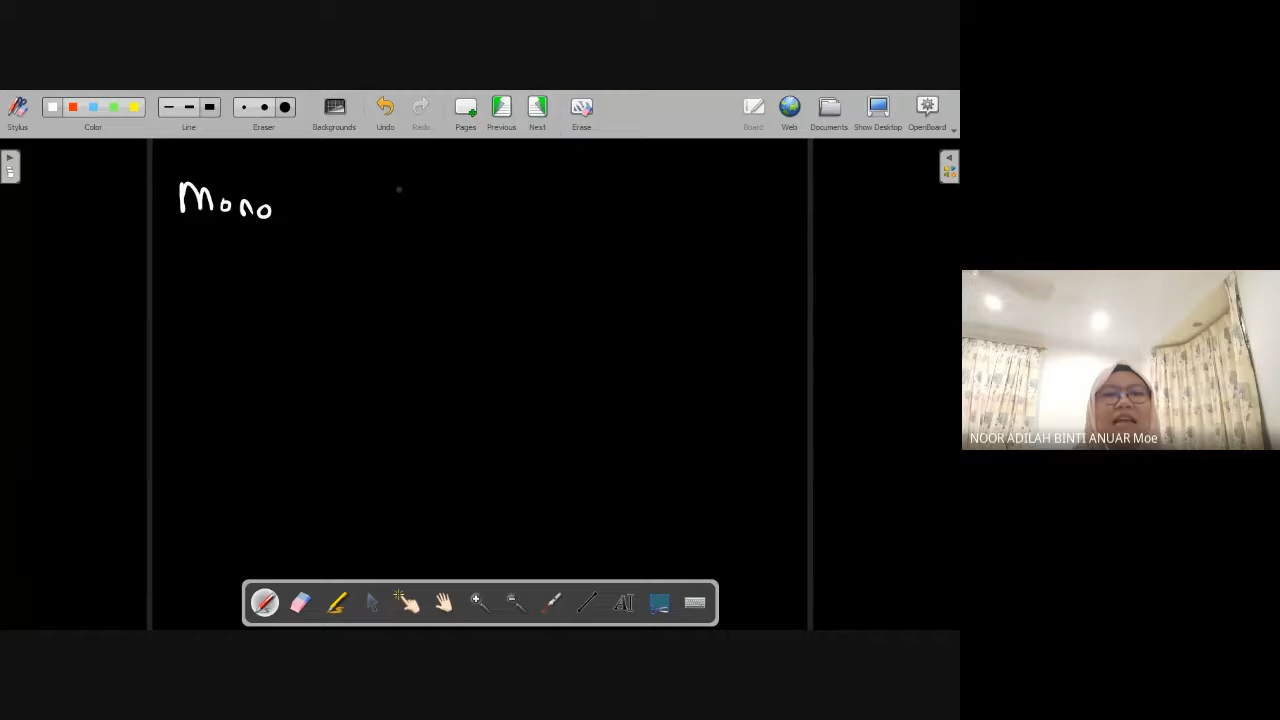 Stylus Color Line Eraser Backgrounds Undo Redo Pages Previous Next Erase Board Web Documents Show Desktop OpenBoard
Mono
NOOR ADILAH BINTI ANUAR Moe
AI